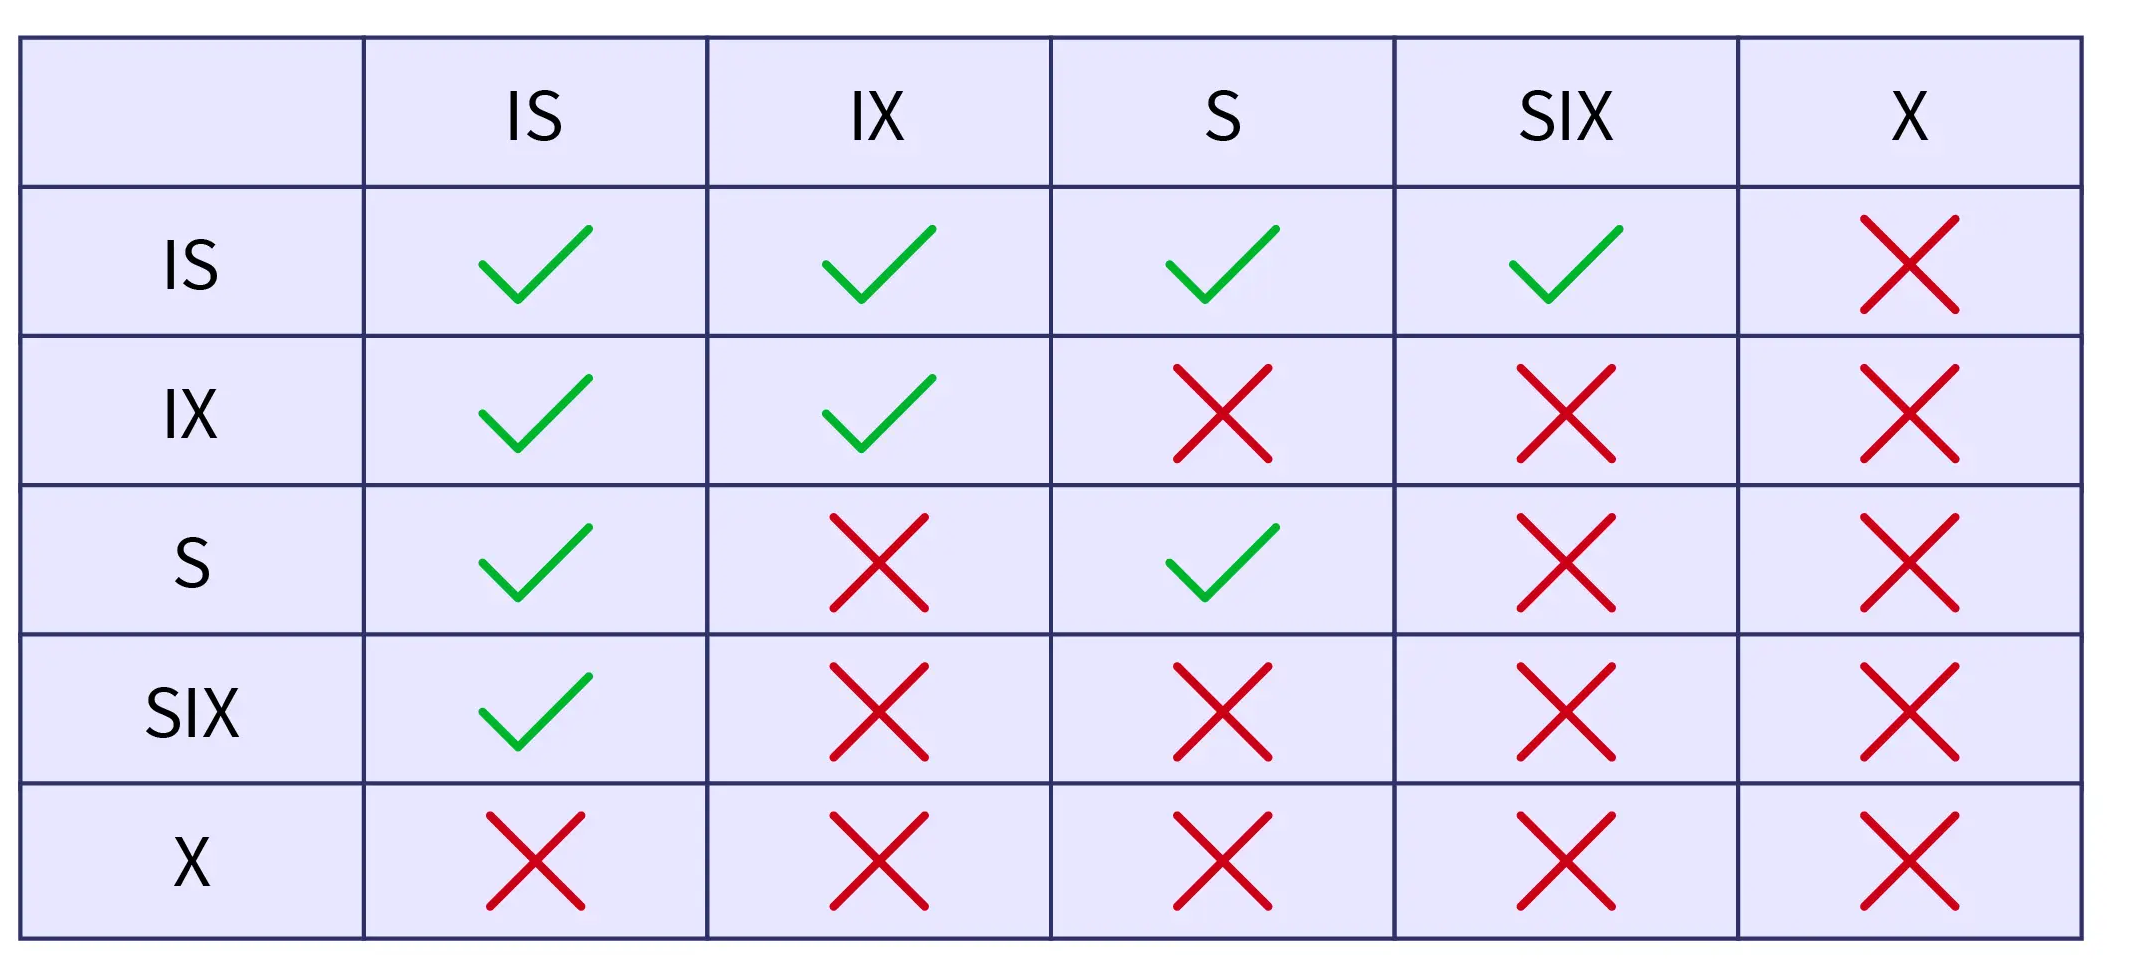 IS IX S SIX X
IS
IX
S
SIX
X